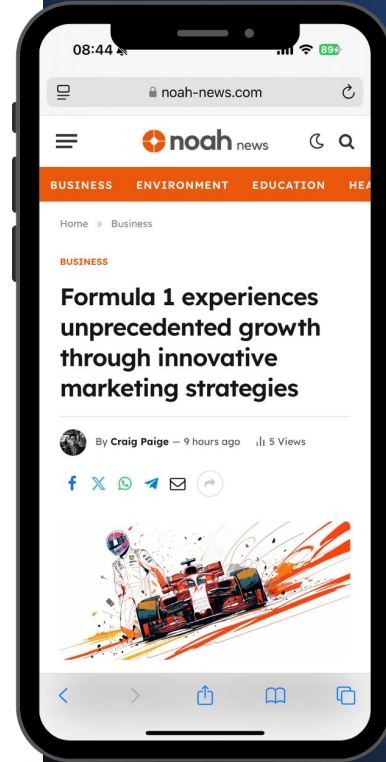 08:44
89
noah-news.com
noah news
BUSINESS ENVIRONMENT EDUCATION HEA
Home » Business
BUSINESS
Formula 1 experiences
unprecedented growth
through innovative
marketing strategies
By Craig Paige — 9 hours ago 5 Views